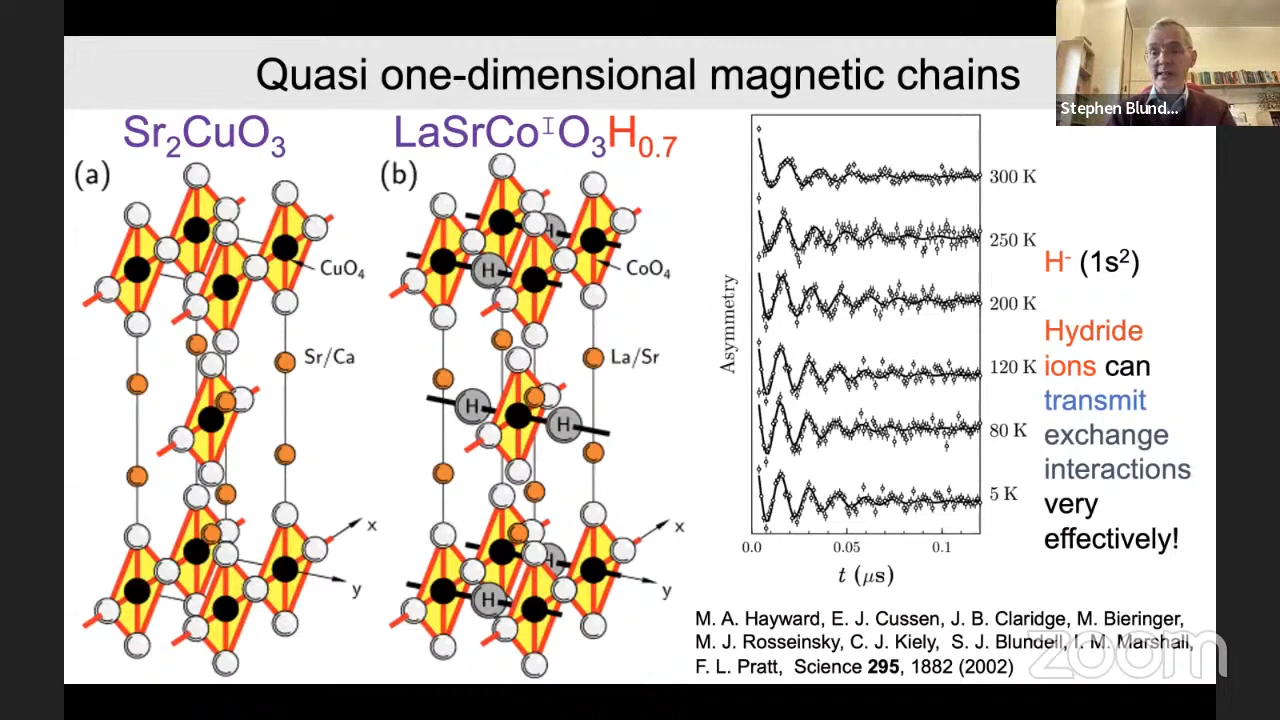 Quasi one-dimensional magnetic chains
Stephen Blund...
Sr₂CuO₃
LaSrCoᴵO₃H₀.₇
(a)
CuO₄
Sr/Ca
x
y
(b)
H
H
CoO₄
La/Sr
H
H
H
H
x
y
Asymmetry
300 K
250 K
200 K
120 K
80 K
5 K
0.0
0.05
0.1
t (μs)
H⁻ (1s²)
Hydride
ions can
transmit
exchange
interactions
very
effectively!
M. A. Hayward, E. J. Cussen, J. B. Claridge, M. Bieringer,
M. J. Rosseinsky, C. J. Kiely, S. J. Blundell, I. M. Marshall,
F. L. Pratt, Science 295, 1882 (2002)
zoom